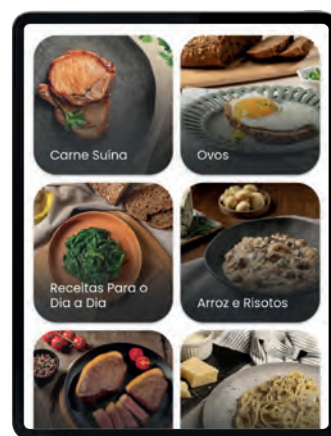 Carne Suína
Ovos
Receitas Para o
Dia a Dia
Arroz e Risotos